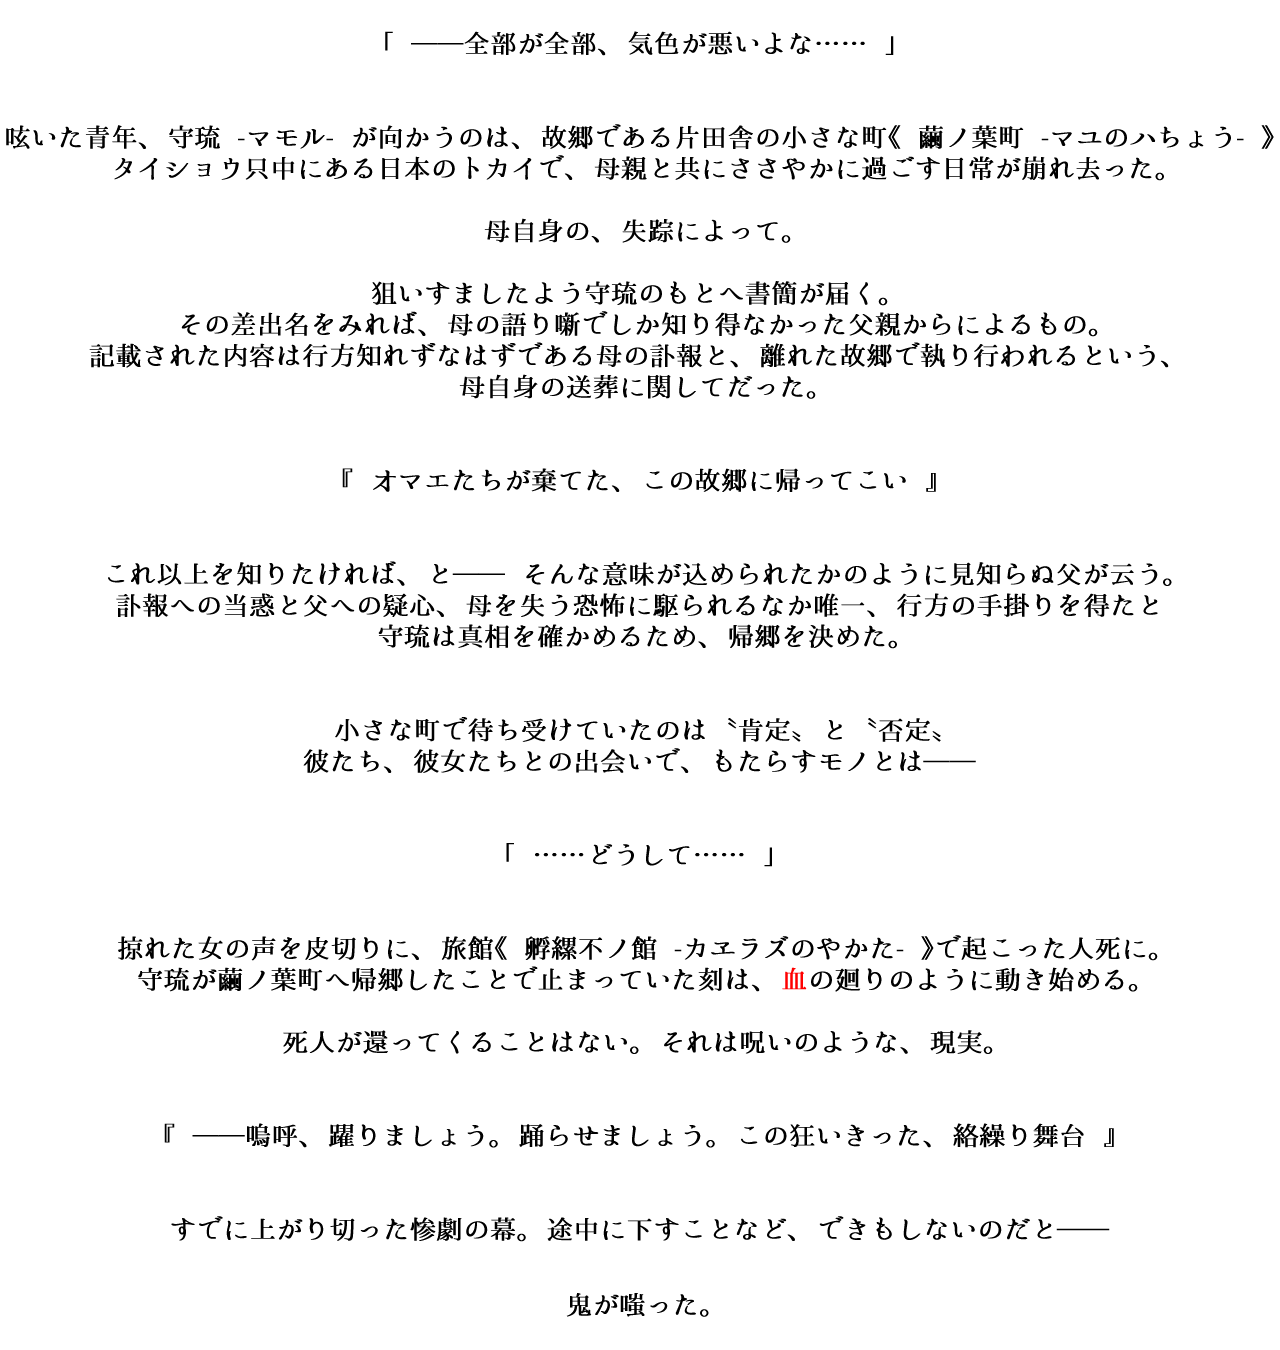 「 ――全部が全部、気色が悪いよな…… 」
呟いた青年、守琉 -マモル- が向かうのは、故郷である片田舎の小さな町《 繭ノ葉町 -マユのハちょう- 》
タイショウ只中にある日本のトカイで、母親と共にささやかに過ごす日常が崩れ去った。
母自身の、失踪によって。
狙いすましたよう守琉のもとへ書簡が届く。
その差出名をみれば、母の語り噺でしか知り得なかった父親からによるもの。
記載された内容は行方知れずなはずである母の訃報と、離れた故郷で執り行われるという、
母自身の送葬に関してだった。
『 オマエたちが棄てた、この故郷に帰ってこい 』
これ以上を知りたければ、と―― そんな意味が込められたかのように見知らぬ父が云う。
訃報への当惑と父への疑心、母を失う恐怖に駆られるなか唯一、行方の手掛りを得たと
守琉は真相を確かめるため、帰郷を決めた。
小さな町で待ち受けていたのは〝肯定〟と〝否定〟
彼たち、彼女たちとの出会いで、もたらすモノとは――
「 ……どうして…… 」
掠れた女の声を皮切りに、旅館《 孵繰不ノ館 -カヱラズのやかた- 》で起こった人死に。
守琉が繭ノ葉町へ帰郷したことで止まっていた刻は、血の廻りのように動き始める。
死人が還ってくることはない。それは呪いのような、現実。
『 ――嗚呼、躍りましょう。踊らせましょう。この狂いきった、絡繰り舞台 』
すでに上がり切った惨劇の幕。途中に下すことなど、できもしないのだと――
鬼が嗤った。